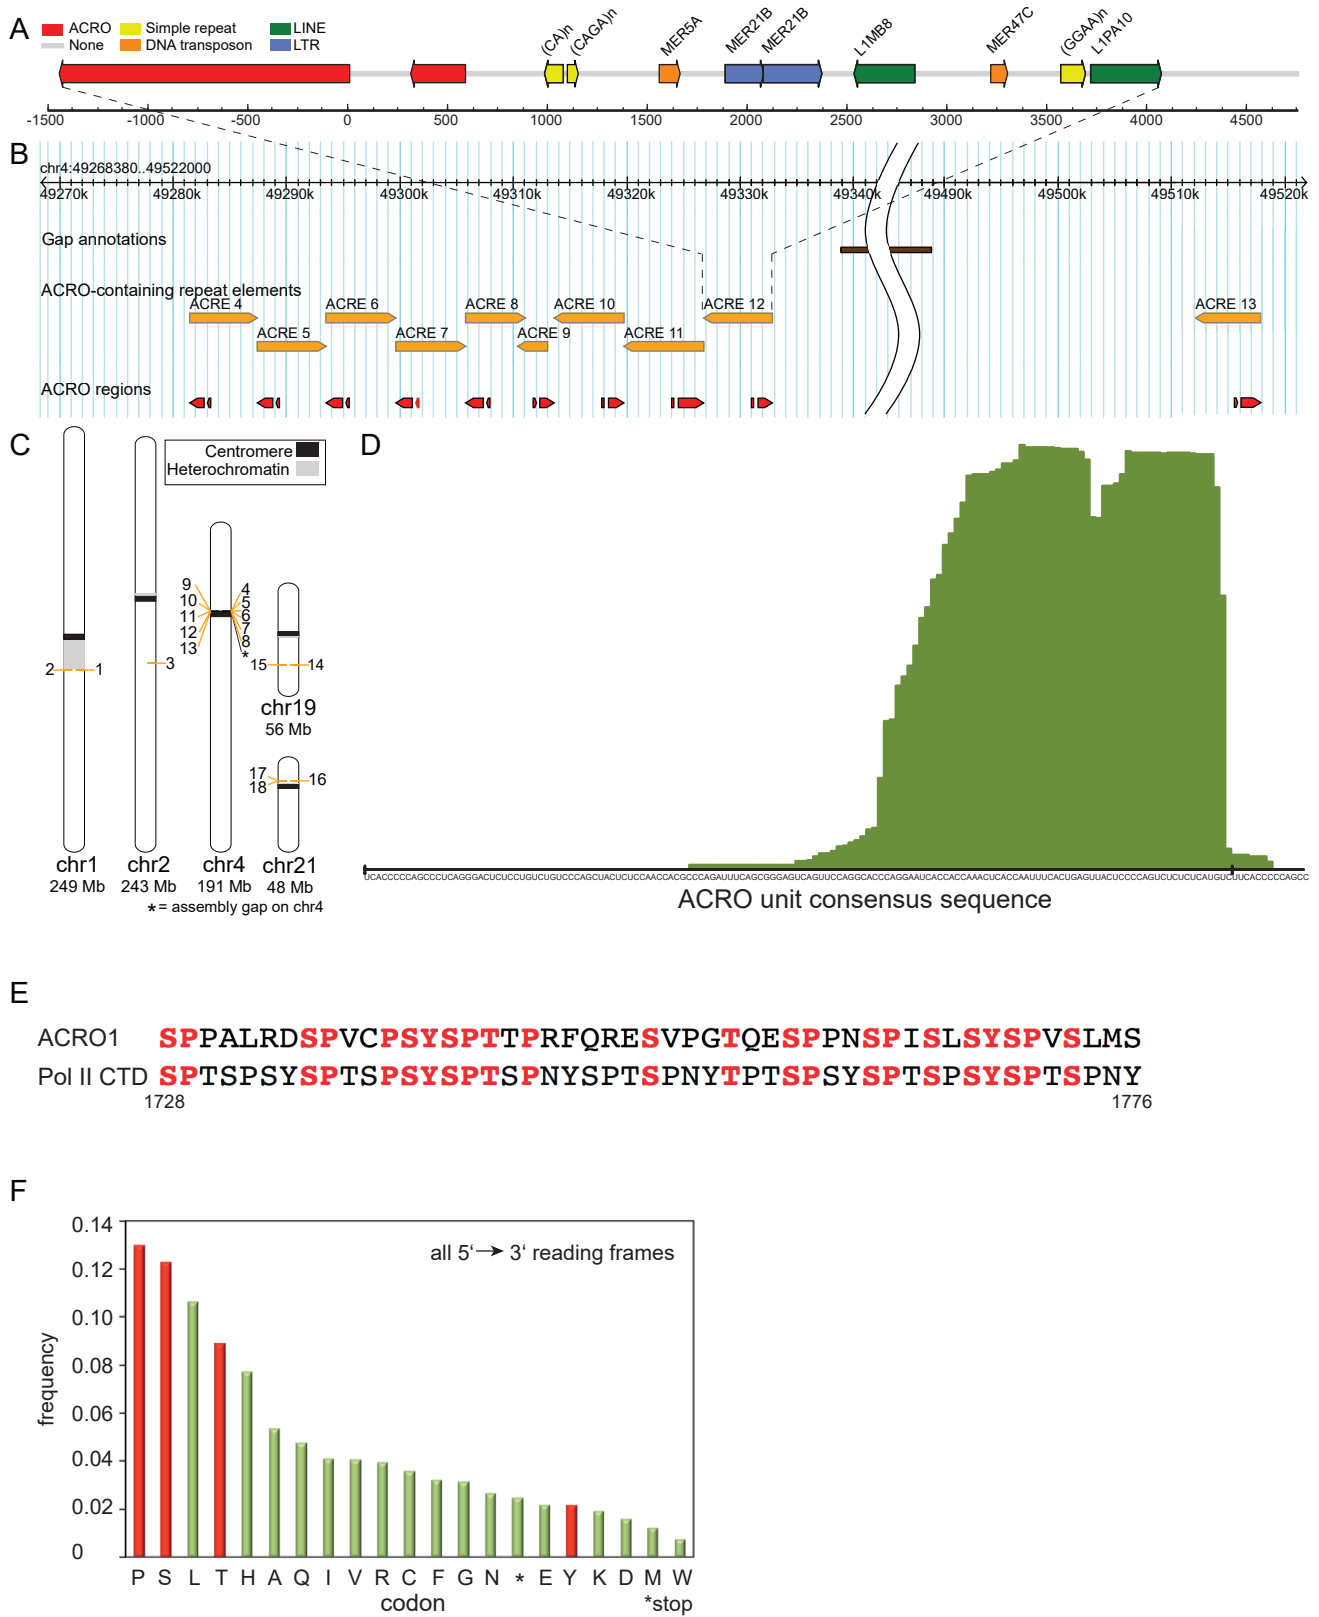 A
ACRO
Simple repeat
LINE
None
DNA transposon
LTR
(CA)n
(CAGA)n
MER5A
MER21B
MER21B
L1MB8
MER47C
(GGAA)n
L1PA10
-1500 -1000 -500 0 500 1000 1500 2000 2500 3000 3500 4000 4500
B
chr4:49268380..49522000
49270k 49280k 49290k 49300k 49310k 49320k 49330k 49340k 49490k 49500k 49510k 49520k
Gap annotations
ACRO-containing repeat elements
ACRE 4 ACRE 6 ACRE 8 ACRE 10 ACRE 12 ACRE 13
ACRE 5 ACRE 7 ACRE 9 ACRE 11
ACRO regions
C
Centromere
Heterochromatin
2 1
3
9 4
10 5
11 6
12 7
13 8
*
15 14
17 16
18
chr19
56 Mb
chr1 chr2 chr4 chr21
249 Mb 243 Mb 191 Mb 48 Mb
*= assembly gap on chr4
D
ACRO unit consensus sequence
E
ACRO1 SPPALRDSPVCPSYSPTTPRFQRESVPGTQESPPNSPISLSYSPVSLMS
Pol II CTD SPTSPSYSPTSPSYSPTSPNYSPTSPNYTPTSPSYSPTSPSYSPTSPNY
1728 1776
F
0.14
0.12
0.10
0.08
0.06
0.04
0.02
0
frequency
all 5‘ 3‘ reading frames
P S L T H A Q I V R C F G N * E Y K D M W
codon
*stop